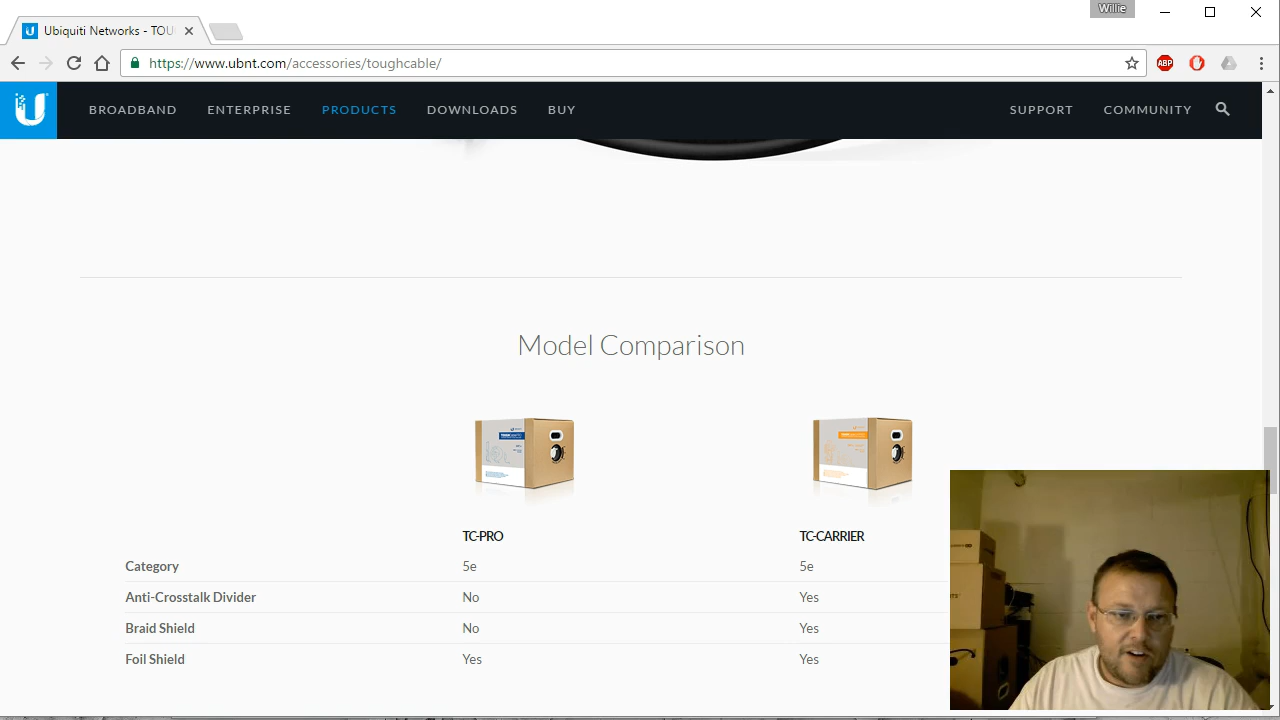 Willie
Ubiquiti Networks - TOU
https://www.ubnt.com/accessories/toughcable/
ABP
BROADBAND ENTERPRISE PRODUCTS DOWNLOADS BUY SUPPORT COMMUNITY
Model Comparison
TC-PRO TC-CARRIER
Category 5e 5e
Anti-Crosstalk Divider No Yes
Braid Shield No Yes
Foil Shield Yes Yes